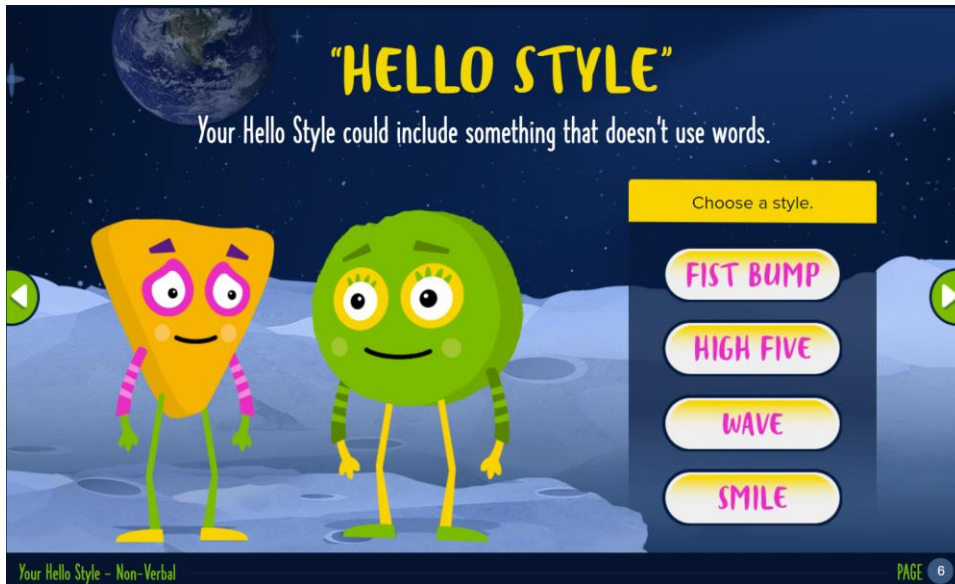 “HELLO STYLE”
Your Hello Style could include something that doesn't use words.
Choose a style.
FIST BUMP
HIGH FIVE
WAVE
SMILE
Your Hello Style - Non-Verbal
PAGE 6